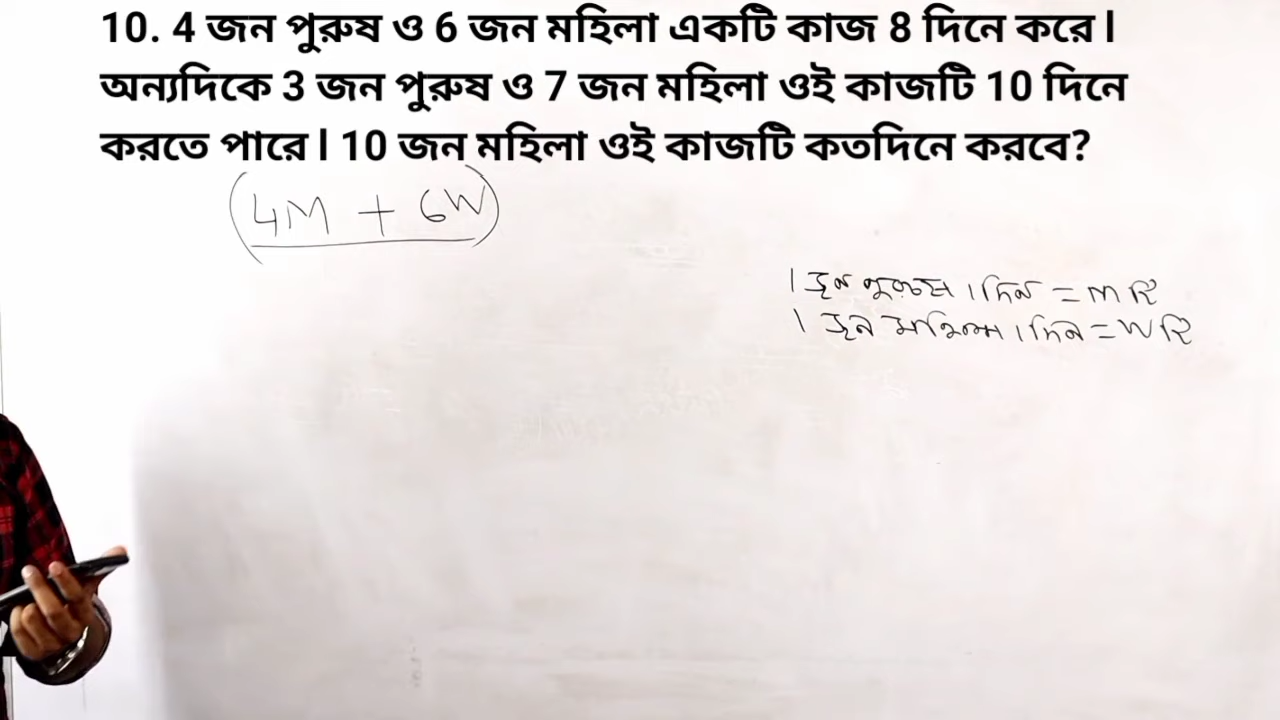 10. 4 জন পুরুষ ও 6 জন মহিলা একটি কাজ 8 দিনে করে।
অন্যদিকে 3 জন পুরুষ ও 7 জন মহিলা ওই কাজটি 10 দিনে
করতে পারে। 10 জন মহিলা ওই কাজটি কতদিনে করবে?
(4M + 6W)
1 জন পুরুষ 1 দিন = M টি
1 জন মহিলা 1 দিন = W টি